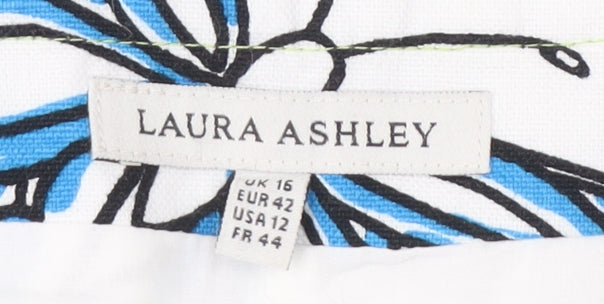 LAURA ASHLEY
UK 16
EUR 42
USA 12
FR 44